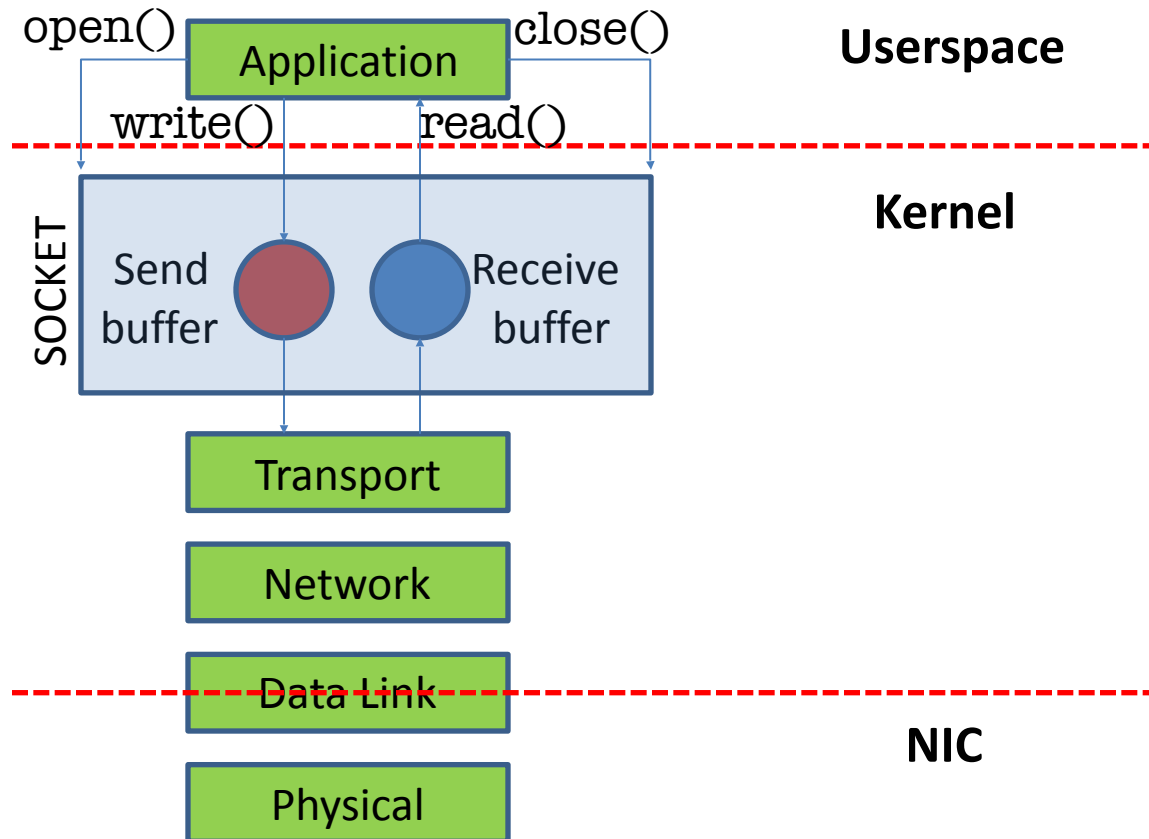 open()
Application
close()
Userspace
write()
read()
Kernel
SOCKET
Send
buffer
Receive
buffer
Transport
Network
Data Link
NIC
Physical